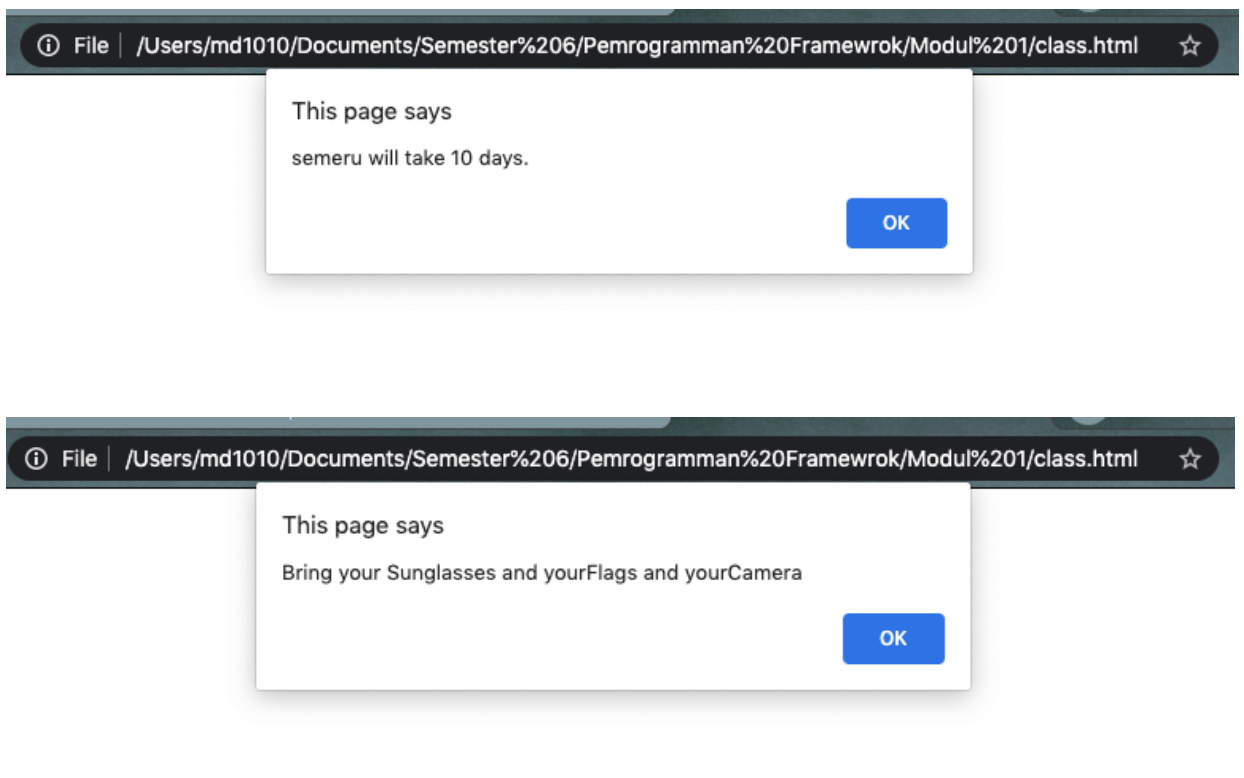 File /Users/md1010/Documents/Semester%206/Pemrogramman%20Framewrok/Modul%201/class.html
This page says
semeru will take 10 days.
OK
File /Users/md1010/Documents/Semester%206/Pemrogramman%20Framewrok/Modul%201/class.html
This page says
Bring your Sunglasses and yourFlags and yourCamera
OK